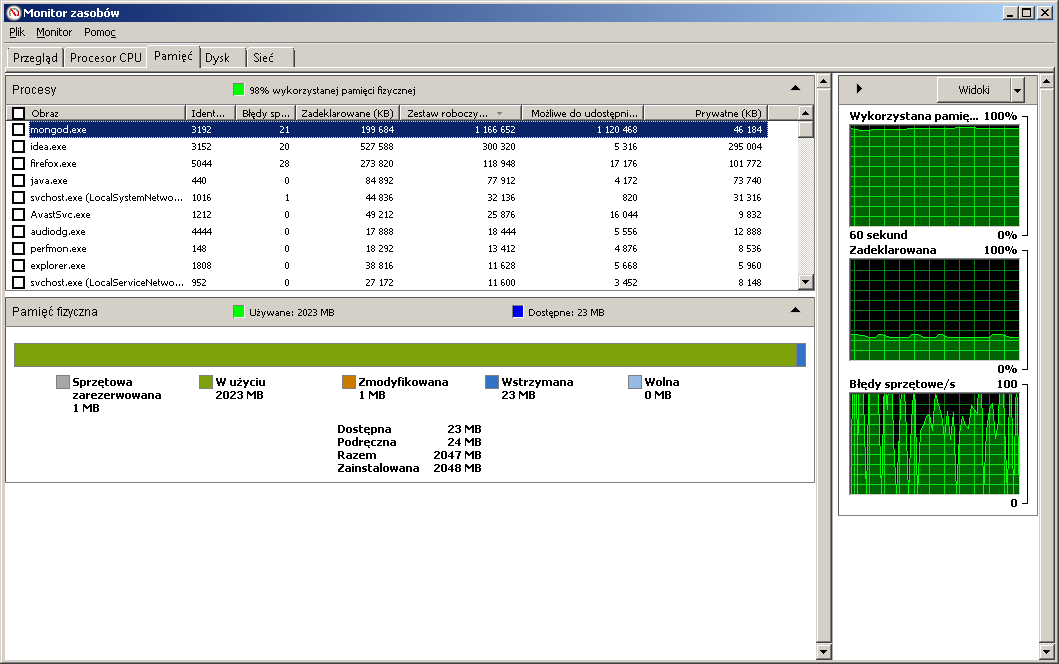 Monitor zasobów
Plik Monitor Pomoc
Przegląd Procesor CPU Pamięć Dysk Sieć
Procesy 98% wykorzystanej pamięci fizycznej
Obraz Ident... Błędy sp... Zadeklarowane (KB) Zestaw roboczy... Możliwe do udostępni... Prywatne (KB)
mongod.exe 3192 21 199 684 1 166 652 1 120 468 46 184
idea.exe 3152 20 527 588 300 320 5 316 295 004
firefox.exe 5044 28 273 820 118 948 17 176 101 772
java.exe 440 0 84 892 77 912 4 172 73 740
svchost.exe (LocalSystemNetwo... 1016 1 44 836 32 136 820 31 316
AvastSvc.exe 1212 0 49 212 25 876 16 044 9 832
audiodg.exe 4444 0 17 888 18 444 5 556 12 888
perfmon.exe 148 0 18 292 13 412 4 876 8 536
explorer.exe 1808 0 38 816 11 628 5 668 5 960
svchost.exe (LocalServiceNetwo... 952 0 27 172 11 600 3 452 8 148
Pamięć fizyczna Używane: 2023 MB Dostępne: 23 MB
Sprzętowa zarezerwowana 1 MB
W użyciu 2023 MB
Zmodyfikowana 1 MB
Wstrzymana 23 MB
Wolna 0 MB
Dostępna 23 MB
Podręczna 24 MB
Razem 2047 MB
Zainstalowana 2048 MB
Widoki
Wykorzystana pamię... 100%
60 sekund 0%
Zadeklarowana 100%
0%
Błędy sprzętowe/s 100
0